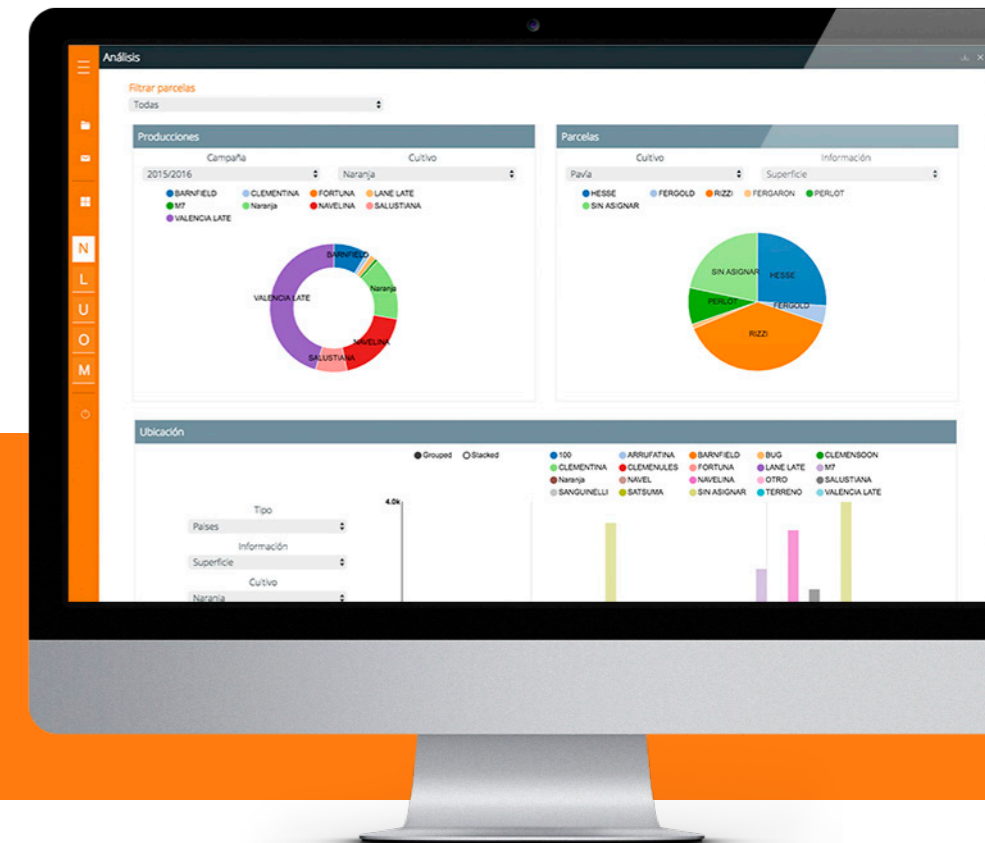 Análisis
Filtrar parcelas
Todas
Producciones
Campaña Cultivo
2015/2016 Naranja
BARNFIELD CLEMENTINA FORTUNA LANE LATE
M7 Naranja NAVELINA SALUSTIANA
VALENCIA LATE
BARNFIELD
Naranja
VALENCIA LATE
NAVELINA
SALUSTIANA
Parcelas
Cultivo Información
Pavía Superficie
HESSE FERGOLD RIZZI FERGARON PERLOT
SIN ASIGNAR
SIN ASIGNAR HESSE
PERLOT FERGOLD
RIZZI
N
L
U
O
M
Ubicación
Grouped Stacked
100 ARRUFATINA BARNFIELD BUG CLEMENSOON
CLEMENTINA CLEMENULES FORTUNA LANE LATE M7
Naranja NAVEL NAVELINA OTRO SALUSTIANA
SANGUINELLI SATSUMA SIN ASIGNAR TERRENO VALENCIA LATE
4.0k
Tipo
Paises
Información
Superficie
Cultivo
Naranja